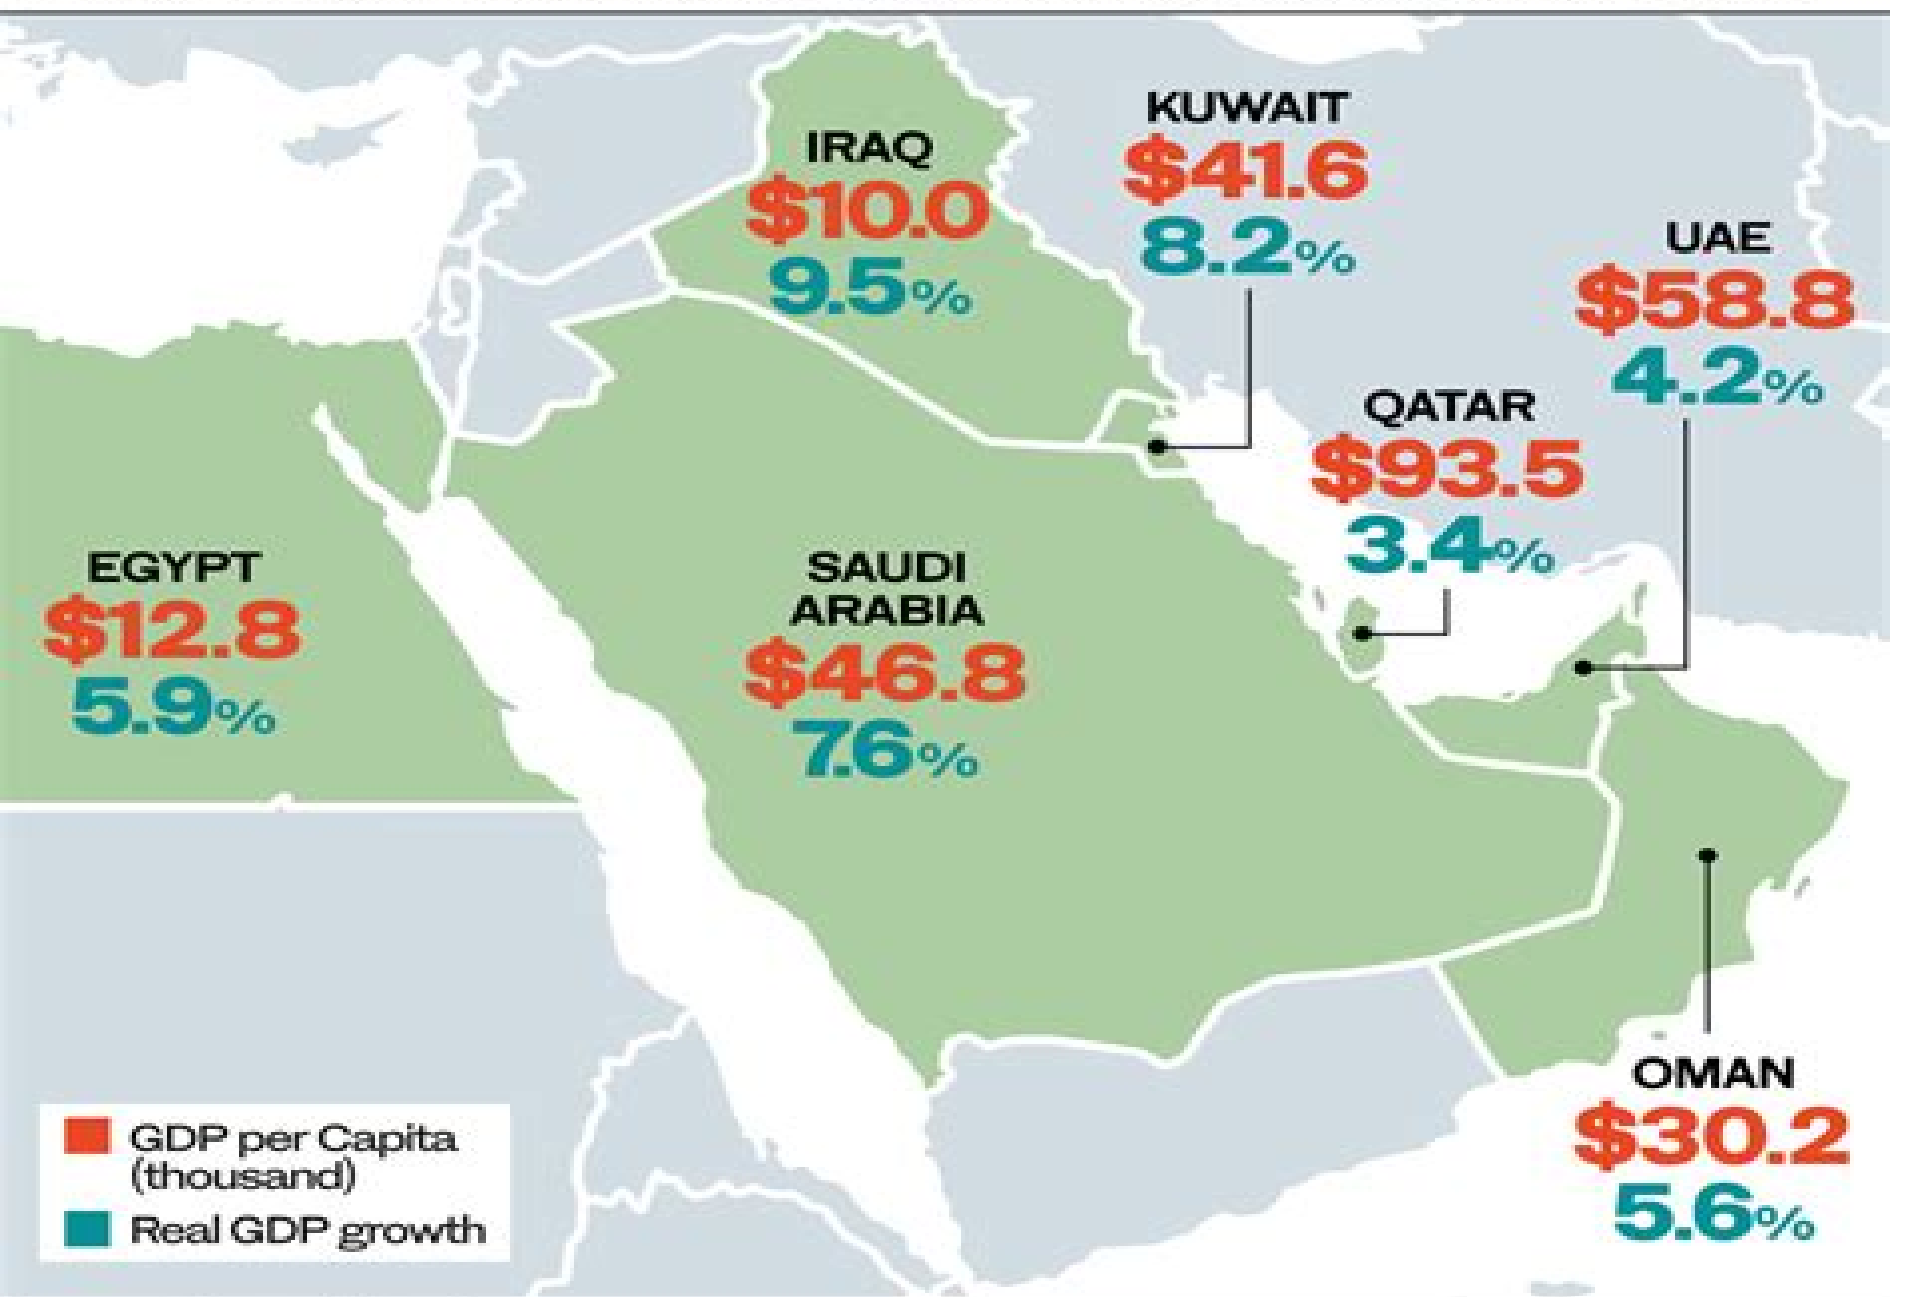 IRAQ
$10.0
9.5%
KUWAIT
$41.6
8.2%
UAE
$58.8
4.2%
QATAR
$93.5
3.4%
EGYPT
$12.8
5.9%
SAUDI
ARABIA
$46.8
7.6%
OMAN
$30.2
5.6%
GDP per Capita
(thousand)
Real GDP growth